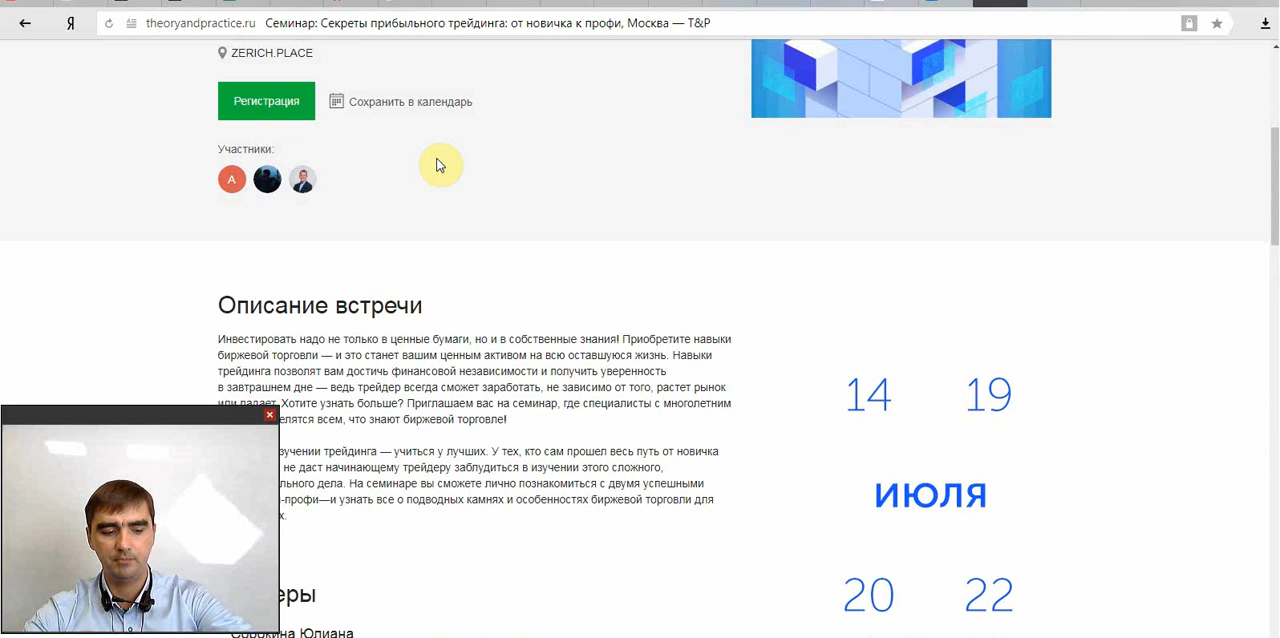 Я theoryandpractice.ru Семинар: Секреты прибыльного трейдинга: от новичка к профи, Москва — T&P
ZERICH.PLACE
Регистрация
Сохранить в календарь
Участники:
А
Описание встречи
Инвестировать надо не только в ценные бумаги, но и в собственные знания! Приобретите навыки
биржевой торговли — и это станет вашим ценным активом на всю оставшуюся жизнь. Навыки
трейдинга позволят вам достичь финансовой независимости и получить уверенность
в завтрашнем дне — ведь трейдер всегда сможет заработать, не зависимо от того, растет рынок
или падает. Хотите узнать больше? Приглашаем вас на семинар, где специалисты с многолетним
елятся всем, что знают биржевой торговле!
зучении трейдинга — учиться у лучших. У тех, кто сам прошел весь путь от новичка
не даст начинающему трейдеру заблудиться в изучении этого сложного,
льного дела. На семинаре вы сможете лично познакомиться с двумя успешными
-профи—и узнать все о подводных камнях и особенностях биржевой торговли для
х.
еры
Сорокина Юлиана
14 19
ИЮЛЯ
20 22